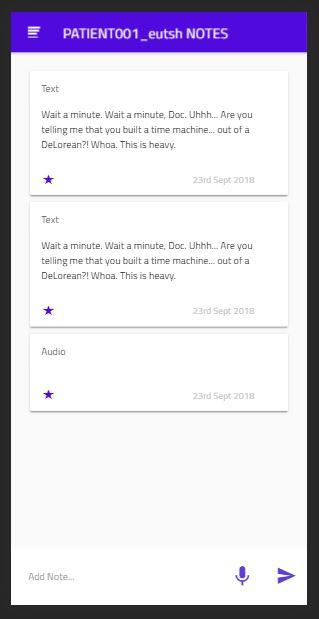 PATIENT001_eutsh NOTES
Text
Wait a minute. Wait a minute, Doc. Uhhh... Are you
telling me that you built a time machine... out of a
DeLorean?! Whoa. This is heavy.
23rd Sept 2018
Text
Wait a minute. Wait a minute, Doc. Uhhh... Are you
telling me that you built a time machine... out of a
DeLorean?! Whoa. This is heavy.
23rd Sept 2018
Audio
23rd Sept 2018
Add Note...